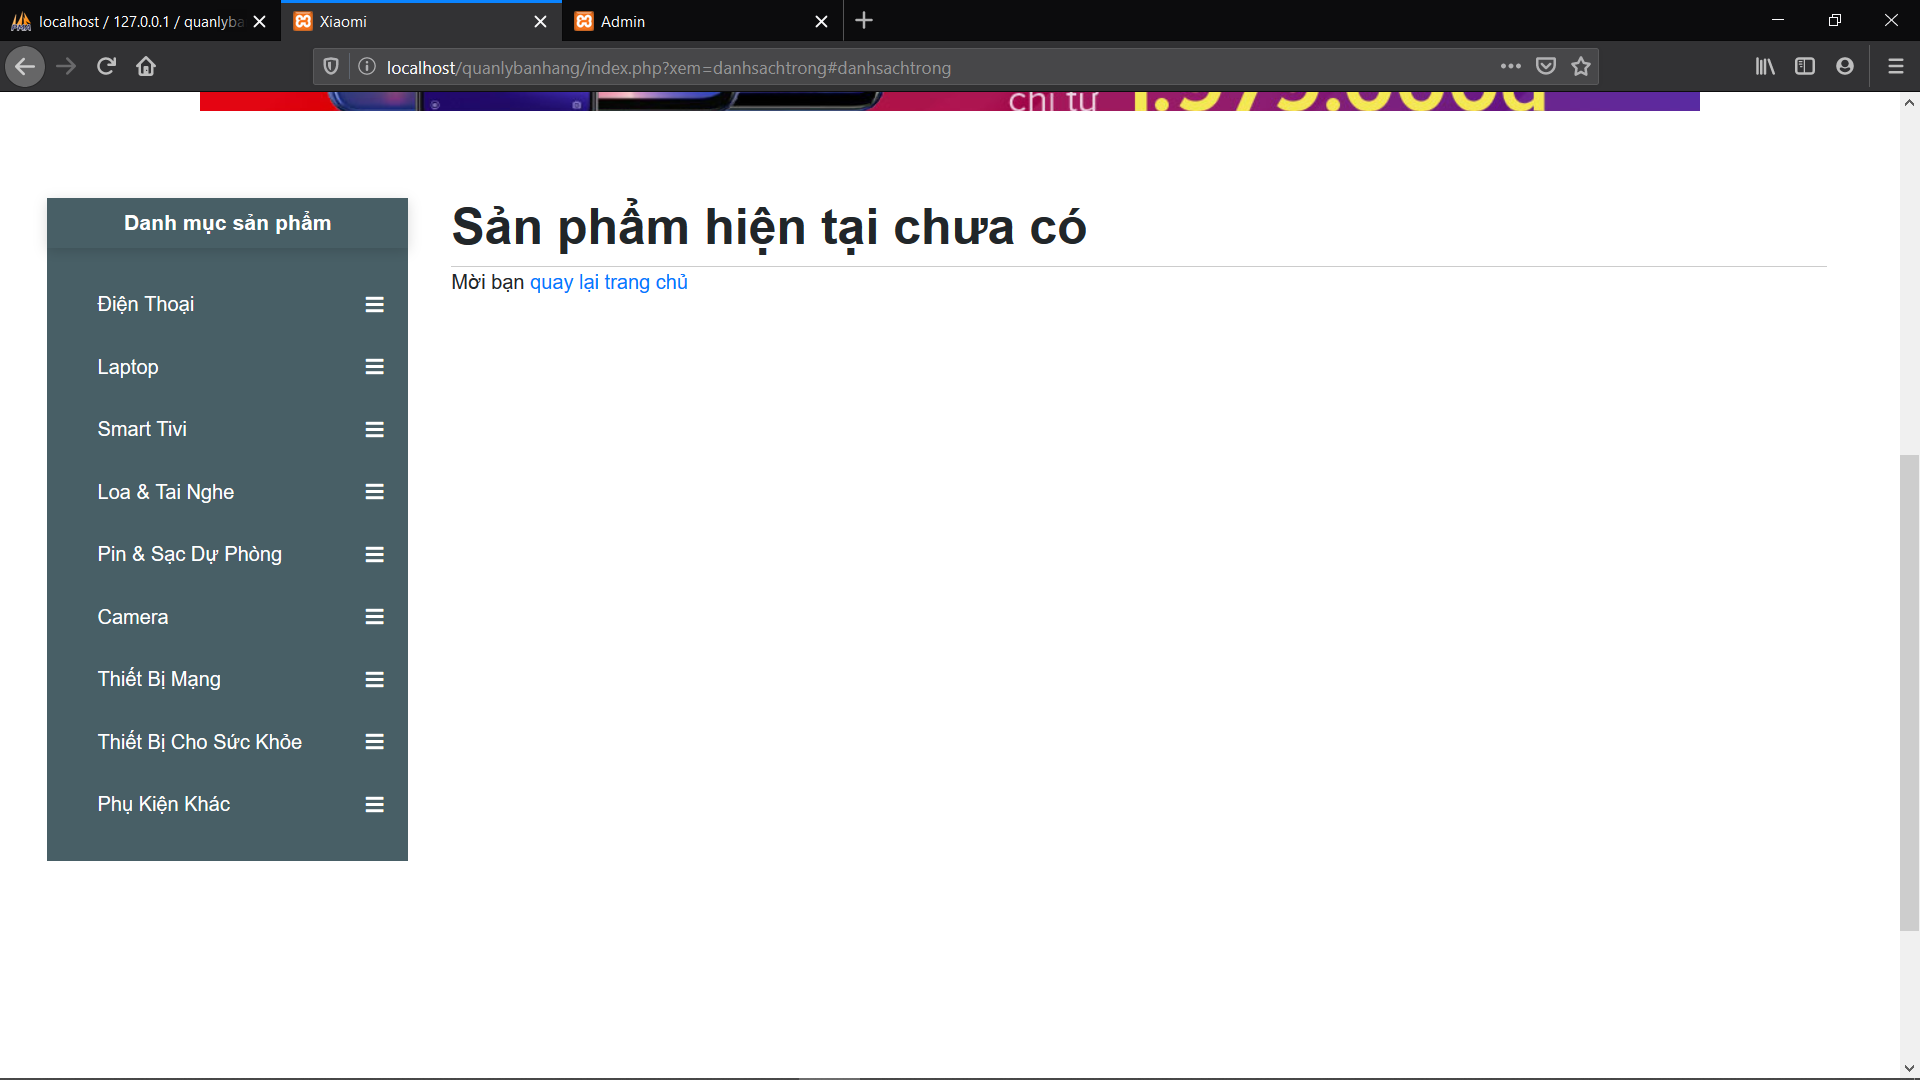 localhost / 127.0.0.1 / quanlyba
Xiaomi
Admin
localhost/quanlybanhang/index.php?xem=danhsachtrong#danhsachtrong
chỉ từ
Danh mục sản phẩm
Điện Thoại
Laptop
Smart Tivi
Loa & Tai Nghe
Pin & Sạc Dự Phòng
Camera
Thiết Bị Mạng
Thiết Bị Cho Sức Khỏe
Phụ Kiện Khác
Sản phẩm hiện tại chưa có
Mời bạn quay lại trang chủ